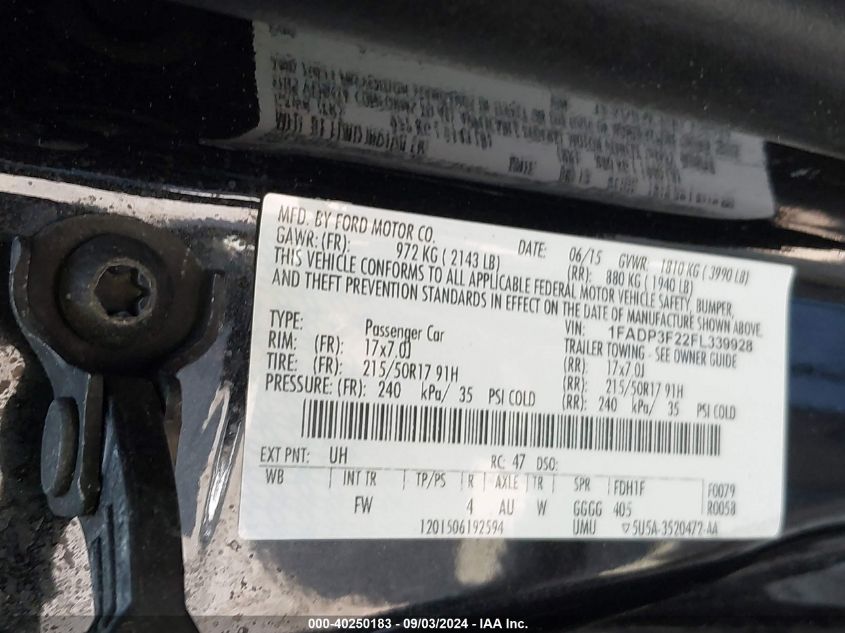 MFD. BY FORD MOTOR CO. DATE: 06/15 GVWR: 1810 KG ( 3990 LB)
GAWR: (FR): 972 KG ( 2143 LB) (RR): 880 KG ( 1940 LB)
THIS VEHICLE CONFORMS TO ALL APPLICABLE FEDERAL MOTOR VEHICLE SAFETY, BUMPER,
AND THEFT PREVENTION STANDARDS IN EFFECT ON THE DATE OF MANUFACTURE SHOWN ABOVE.
VIN: 1FADP3F22FL339928
TYPE: Passenger Car TRAILER TOWING - SEE OWNER GUIDE
RIM: (FR): 17x7.0J (RR): 17x7.0J
TIRE: (FR): 215/50R17 91H (RR): 215/50R17 91H
PRESSURE: (FR): 240 kPa/ 35 PSI COLD (RR): 240 kPa/ 35 PSI COLD
EXT PNT: UH RC: 47 DSO:
WB INT TR TP/PS R AXLE TR SPR FDH1F F0079
FW 4 AU W GGGG 405 R0058
1201506192594 UMU 5U5A-3520472-AA
000-40250183 - 09/03/2024 - IAA Inc.